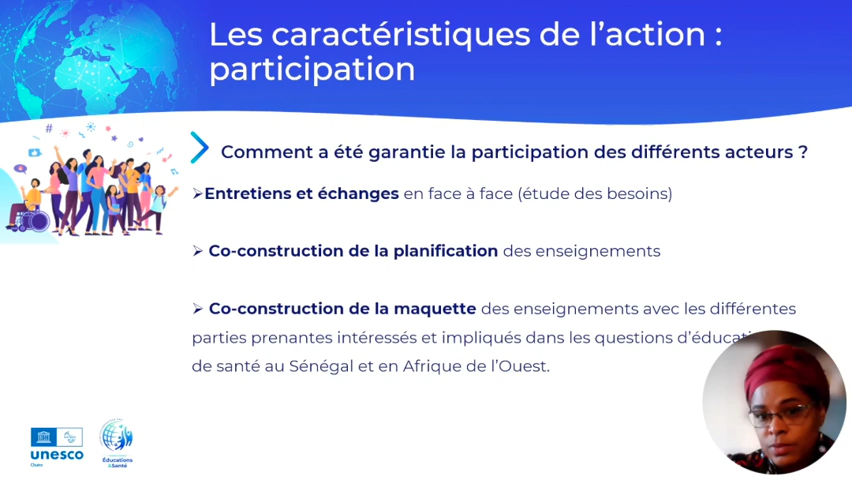 Les caractéristiques de l'action :
participation
Comment a été garantie la participation des différents acteurs ?
➢Entretiens et échanges en face à face (étude des besoins)
➢ Co-construction de la planification des enseignements
➢ Co-construction de la maquette des enseignements avec les différentes
parties prenantes intéressés et impliqués dans les questions
de santé au Sénégal et en Afrique de l'Ouest.
unesco
Chaire
Éducations
&Santé